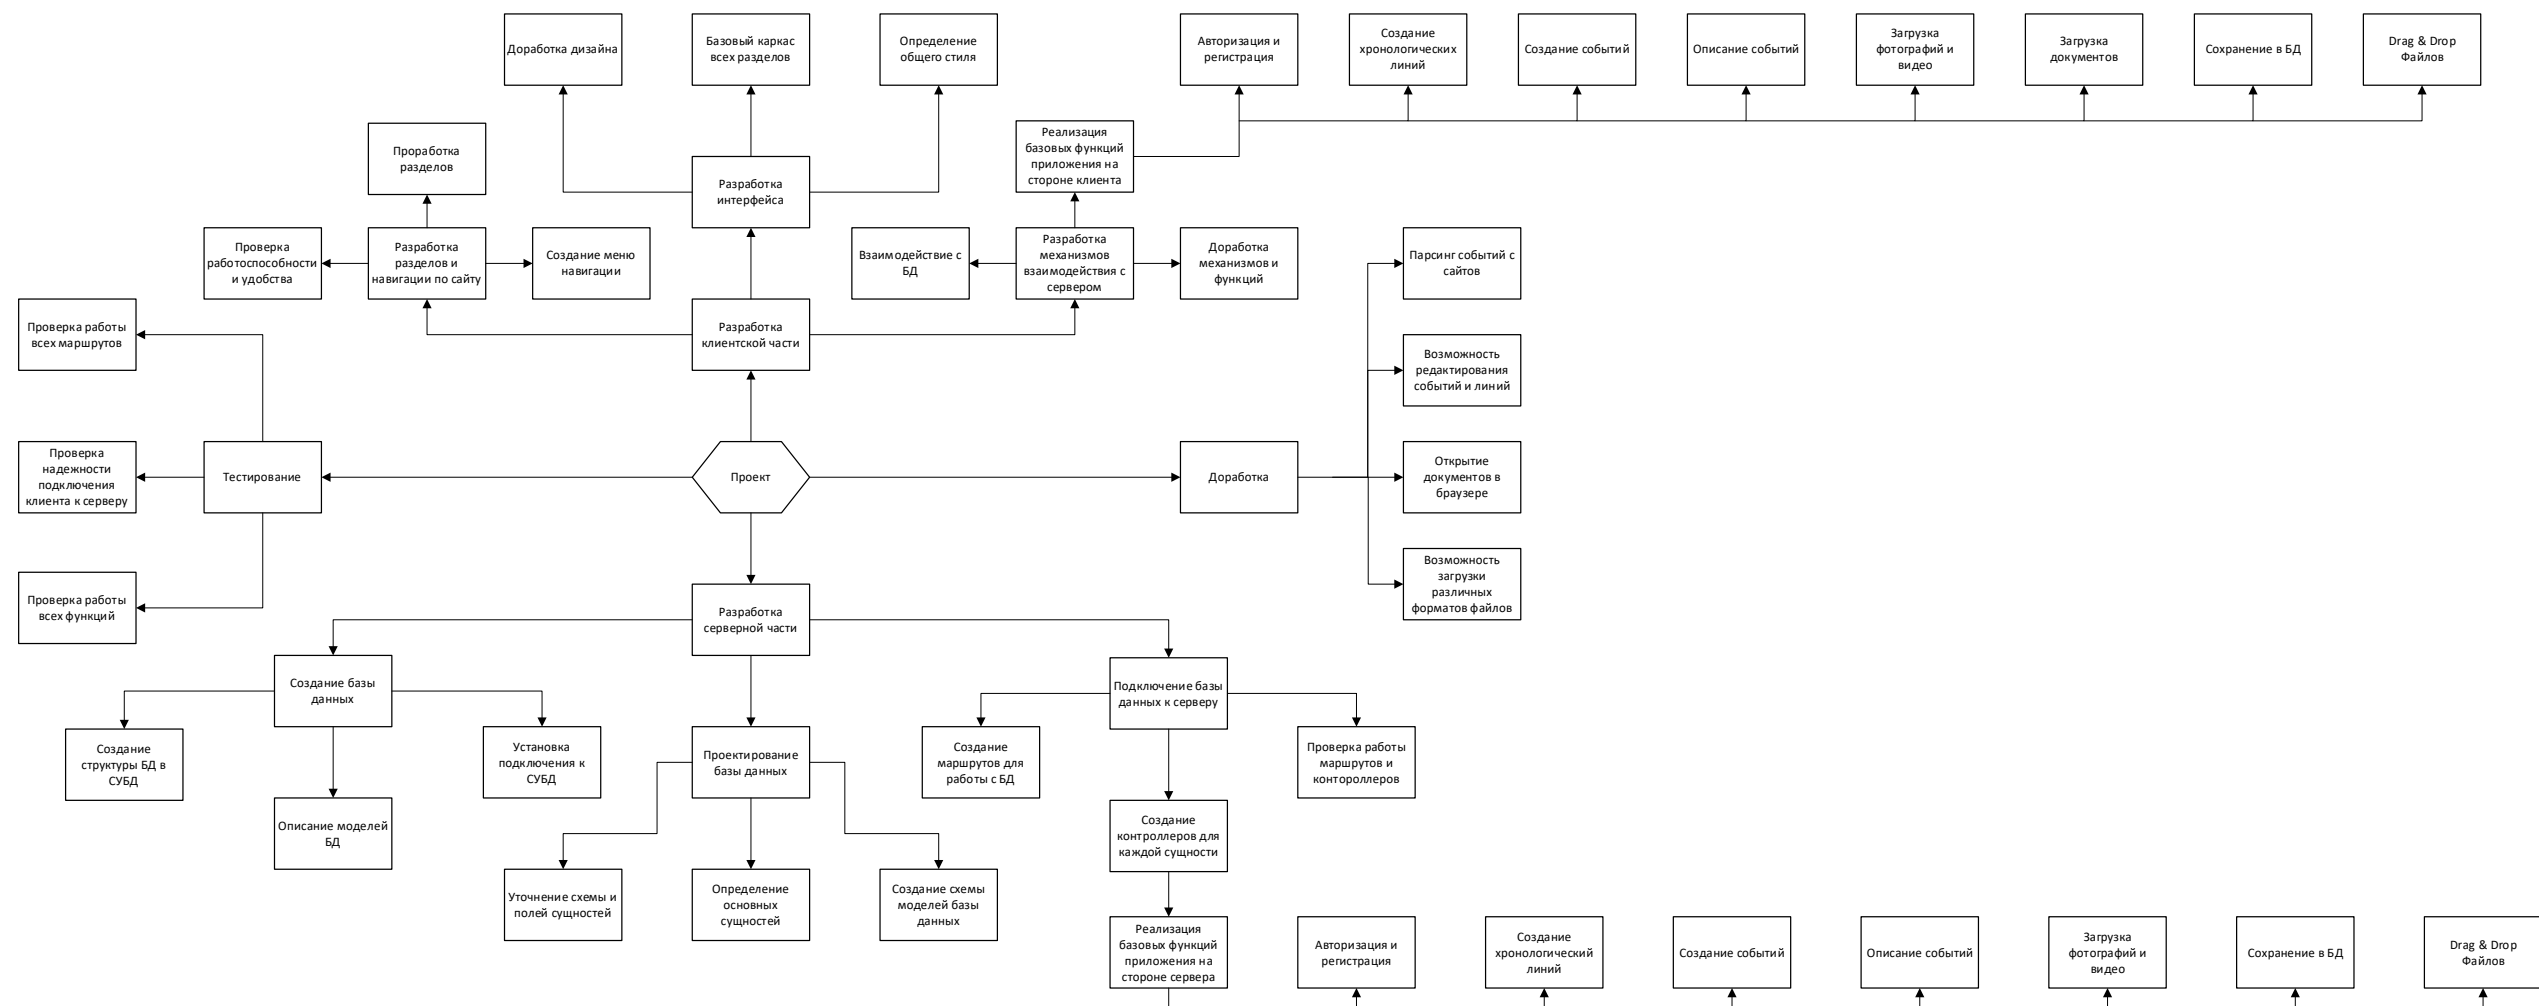 Доработка дизайна
Базовый каркас
всех разделов
Определение
общего стиля
Авторизация и
регистрация
Создание
хронологических
линий
Создание событий
Описание событий
Загрузка
фотографий и
видео
Загрузка
документов
Сохранение в БД
Drag & Drop
Файлов
Проработка
разделов
Разработка
интерфейса
Реализация
базовых функций
приложения на
стороне клиента
Проверка
работоспособности
и удобства
Разработка
разделов и
навигации по сайту
Создание меню
навигации
Взаимодействие с
БД
Разработка
механизмов
взаимодействия с
сервером
Доработка
механизмов и
функций
Парсинг событий с
сайтов
Проверка работы
всех маршрутов
Разработка
клиентской части
Возможность
редактирования
событий и линий
Проверка
надежности
подключения
клиента к серверу
Тестирование
Проект
Доработка
Открытие
документов в
браузере
Проверка работы
всех функций
Разработка
серверной части
Возможность
загрузки
различных
форматов файлов
Создание базы
данных
Подключение базы
данных к серверу
Создание
структуры БД в
СУБД
Установка
подключения к
СУБД
Проектирование
базы данных
Создание
маршрутов для
работы с БД
Проверка работы
маршрутов и
контороллеров
Описание моделей
БД
Создание
контроллеров для
каждой сущности
Уточнение схемы и
полей сущностей
Определение
основных
сущностей
Создание схемы
моделей базы
данных
Реализация
базовых функций
приложения на
стороне сервера
Авторизация и
регистрация
Создание
хронологический
линий
Создание событий
Описание событий
Загрузка
фотографий и
видео
Сохранение в БД
Drag & Drop
Файлов